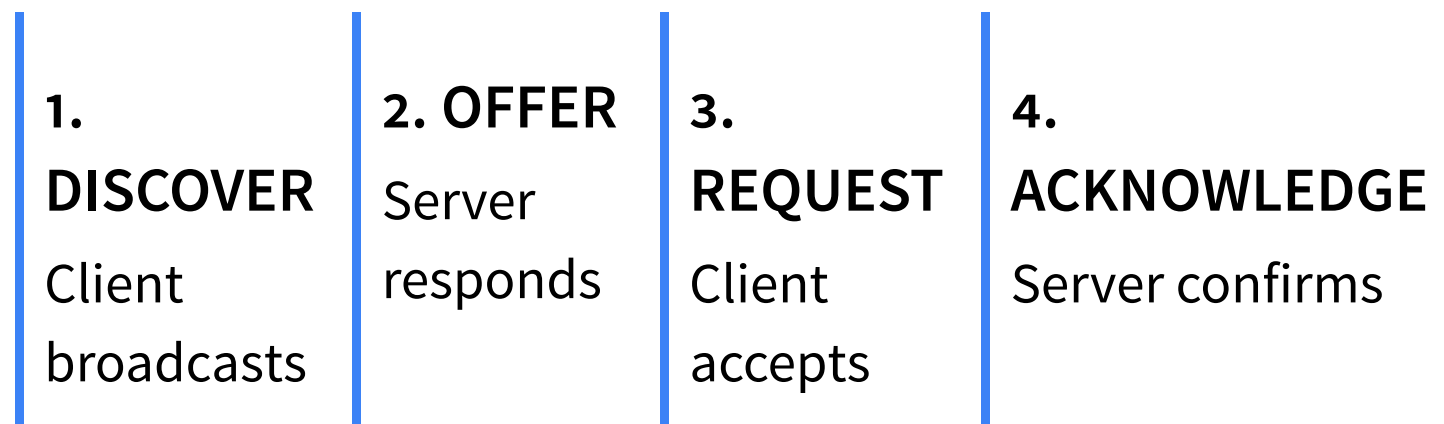 1.
DISCOVER
Client
broadcasts
2. OFFER
Server
responds
3.
REQUEST
Client
accepts
4.
ACKNOWLEDGE
Server confirms